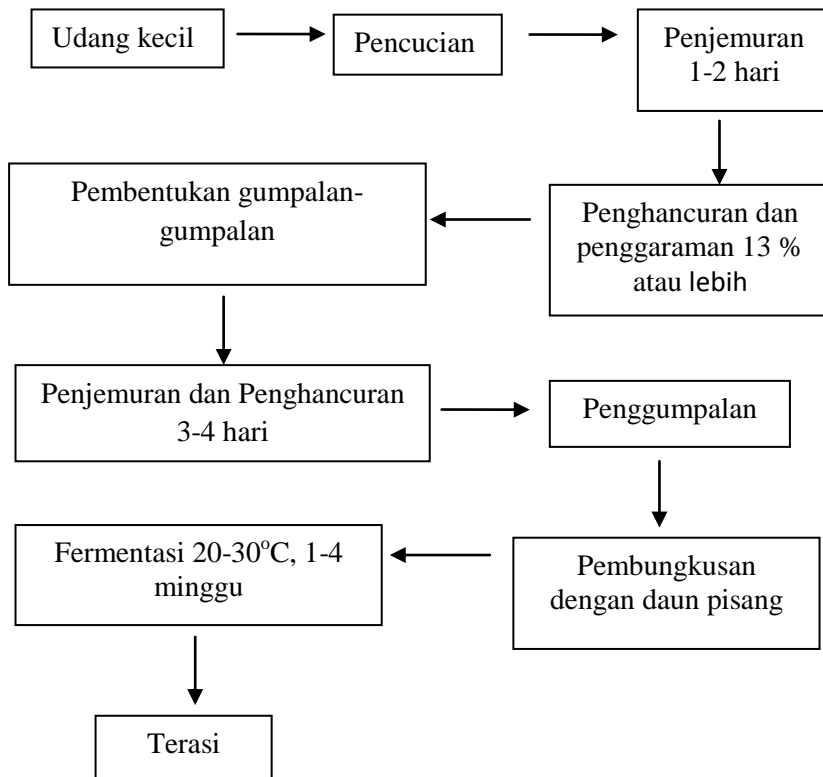 Udang kecil
Pencucian
Penjemuran
1-2 hari
Penghancuran dan
penggaraman 13 %
atau lebih
Pembentukan gumpalan-
gumpalan
Penjemuran dan Penghancuran
3-4 hari
Penggumpalan
Pembungkusan
dengan daun pisang
Fermentasi 20-30°C, 1-4
minggu
Terasi